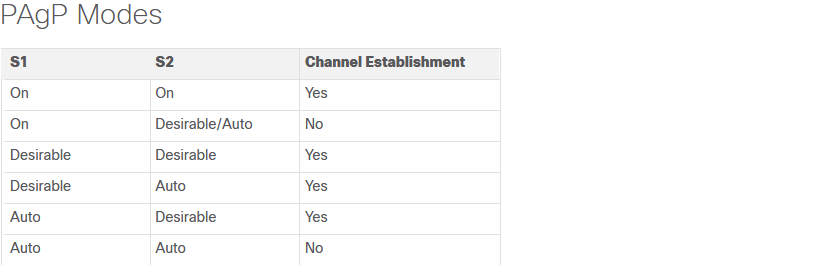 PAgP Modes
S1 S2 Channel Establishment
On On Yes
On Desirable/Auto No
Desirable Desirable Yes
Desirable Auto Yes
Auto Desirable Yes
Auto Auto No